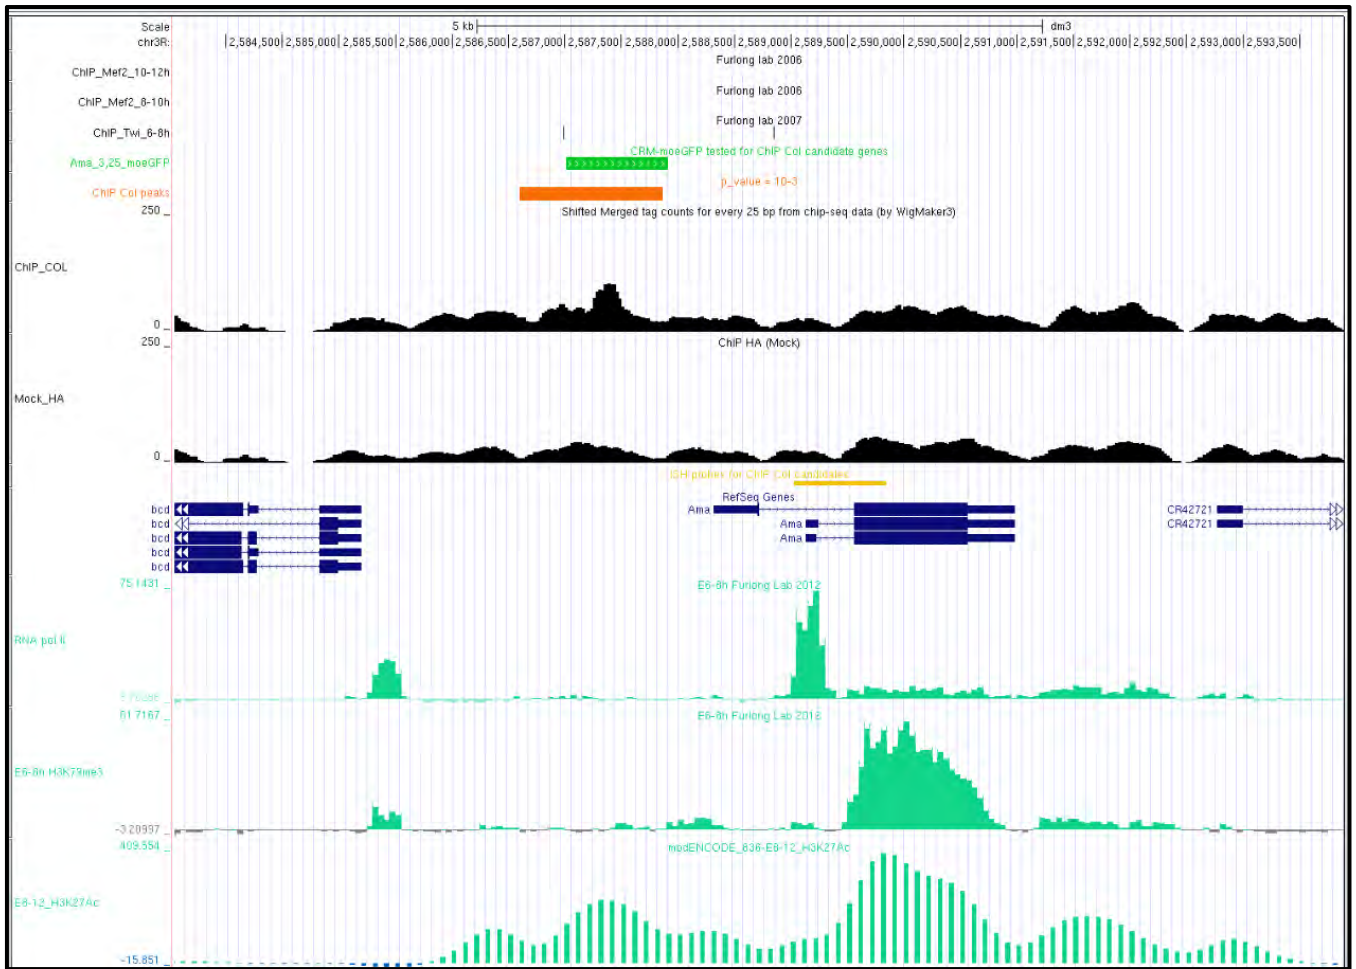 Scale 5 kb dm3
chr3R: |2,584,500|2,585,000|2,585,500|2,586,000|2,586,500|2,587,000|2,587,500|2,588,000|2,588,500|2,589,000|2,589,500|2,590,000|2,590,500|2,591,000|2,591,500|2,592,000|2,592,500|2,593,000|2,593,500|
Furlong lab 2006
ChIP_Mef2_10-12h
Furlong lab 2006
ChIP_Mef2_8-10h
Furlong lab 2007
ChIP_Twi_6-8h
CRM-moeGFP tested for ChIP Col candidate genes
Ama_3,25_moeGFP
p_value = 10-3
ChIP Col peaks
250 _
Shifted Merged tag counts for every 25 bp from chip-seq data (by WigMaker3)
ChIP_COL
0 _
250 _ ChIP HA (Mock)
Mock_HA
0 _
ISH probes for ChIP Col candidates
RefSeq Genes
bcd Ama CR42721
bcd Ama CR42721
bcd Ama
bcd
bcd
75.1431 _ E6-8h Furlong Lab 2012
RNA pol II
61.7167 _ E6-8h Furlong Lab 2012
E6-8h H3K79me3
-3.20997 _
409.554 _ modENCODE_836-E8-12_H3K27Ac
E8-12_H3K27Ac
-15.851 _